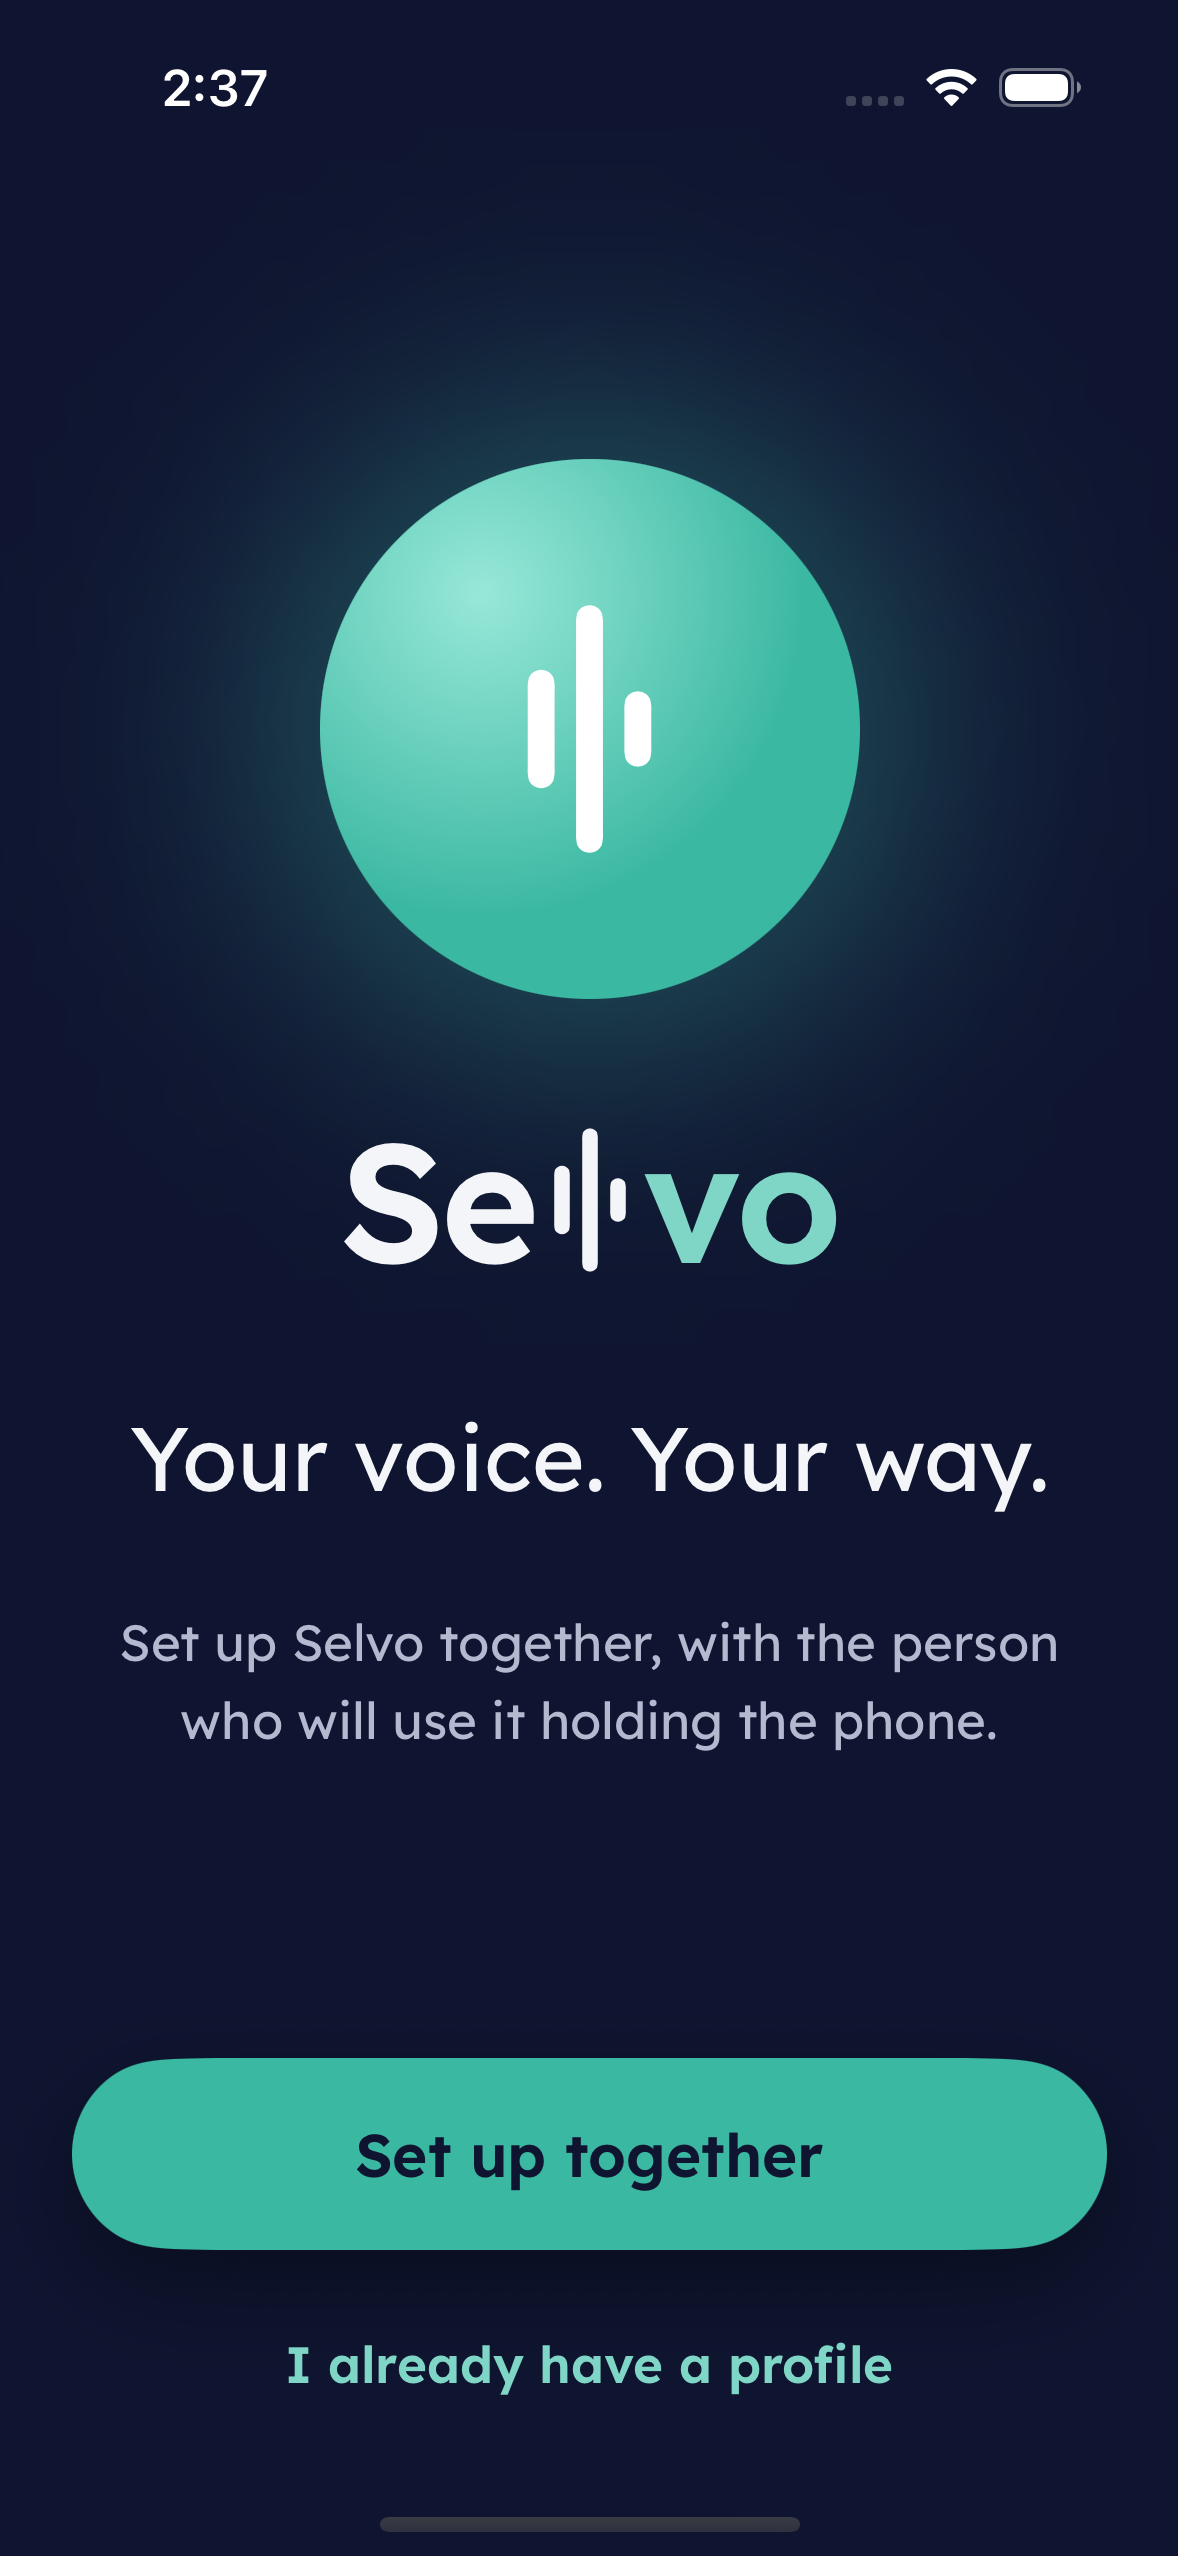 2:37
Selvo
Your voice. Your way.
Set up Selvo together, with the person
who will use it holding the phone.
Set up together
I already have a profile